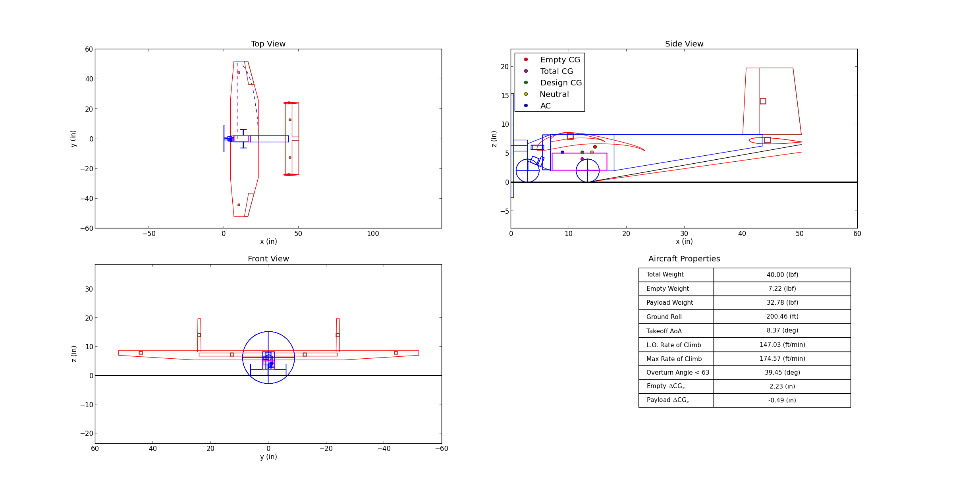 Top View
60
40
20
0
−20
−40
−60
−50
0
50
100
y (in)
x (in)
Side View
Empty CG
Total CG
Design CG
Neutral
AC
20
15
10
5
0
−5
0
10
20
30
40
50
60
z (in)
x (in)
Front View
30
20
10
0
−10
−20
60
40
20
0
−20
−40
−60
z (in)
y (in)
Aircraft Properties
Total Weight 40.00 (lbf)
Empty Weight 7.22 (lbf)
Payload Weight 32.78 (lbf)
Ground Roll 200.46 (ft)
Takeoff AoA 8.37 (deg)
L.O. Rate of Climb 147.03 (ft/min)
Max Rate of Climb 174.57 (ft/min)
Overturn Angle < 63 39.45 (deg)
Empty ΔCGₓ 2.23 (in)
Payload ΔCGₓ -0.49 (in)